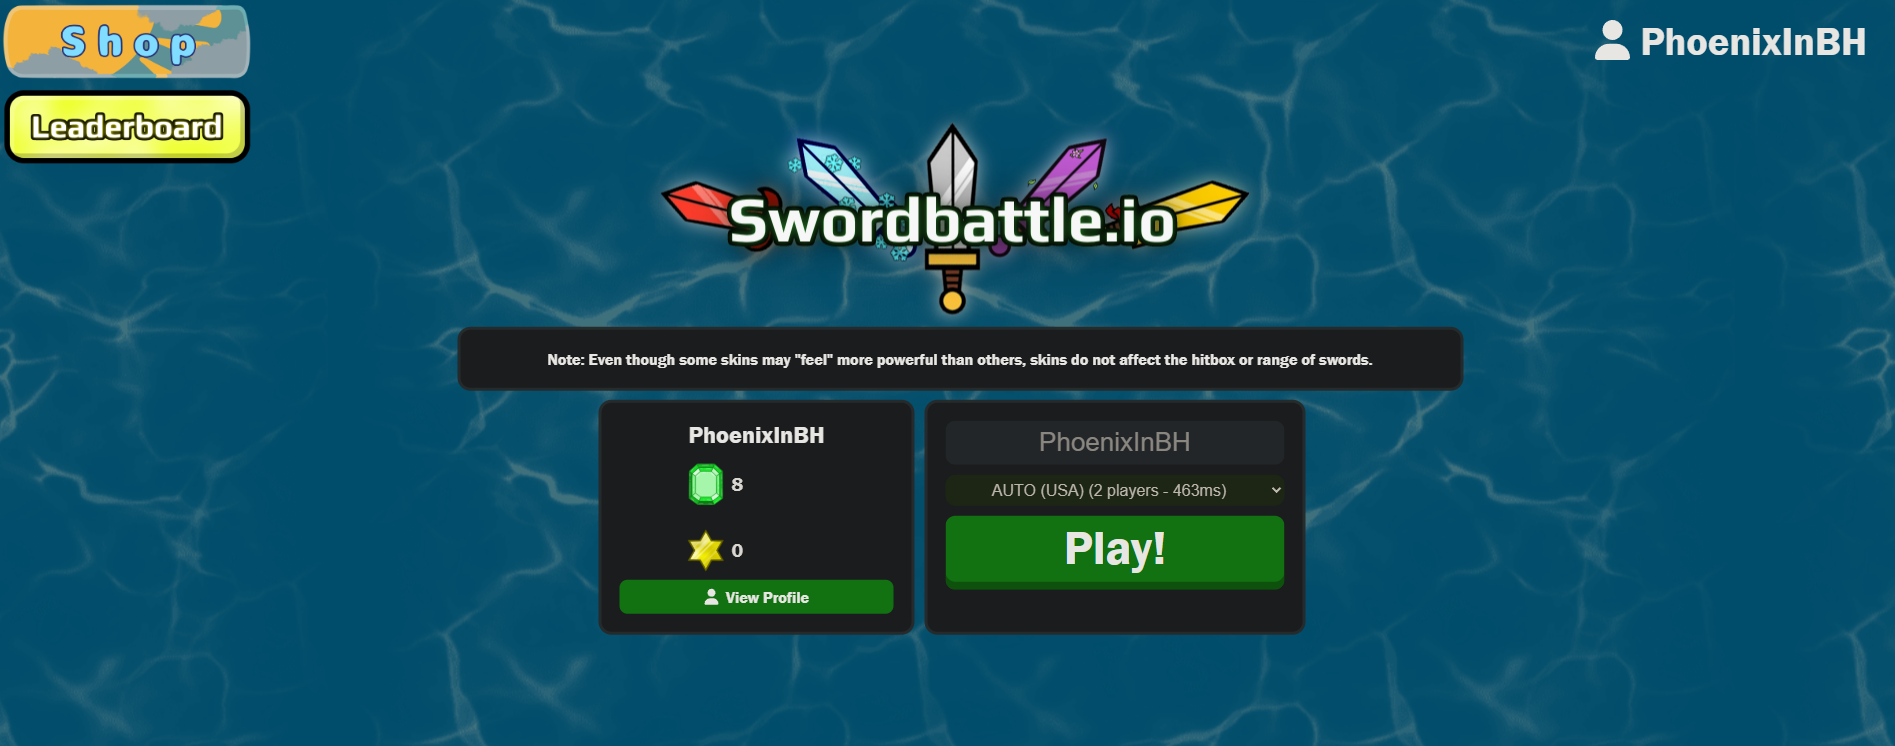 Shop
PhoenixInBH
Leaderboard
Swordbattle.io
Note: Even though some skins may "feel" more powerful than others, skins do not affect the hitbox or range of swords.
PhoenixInBH
8
0
View Profile
PhoenixInBH
AUTO (USA) (2 players - 463ms)
Play!